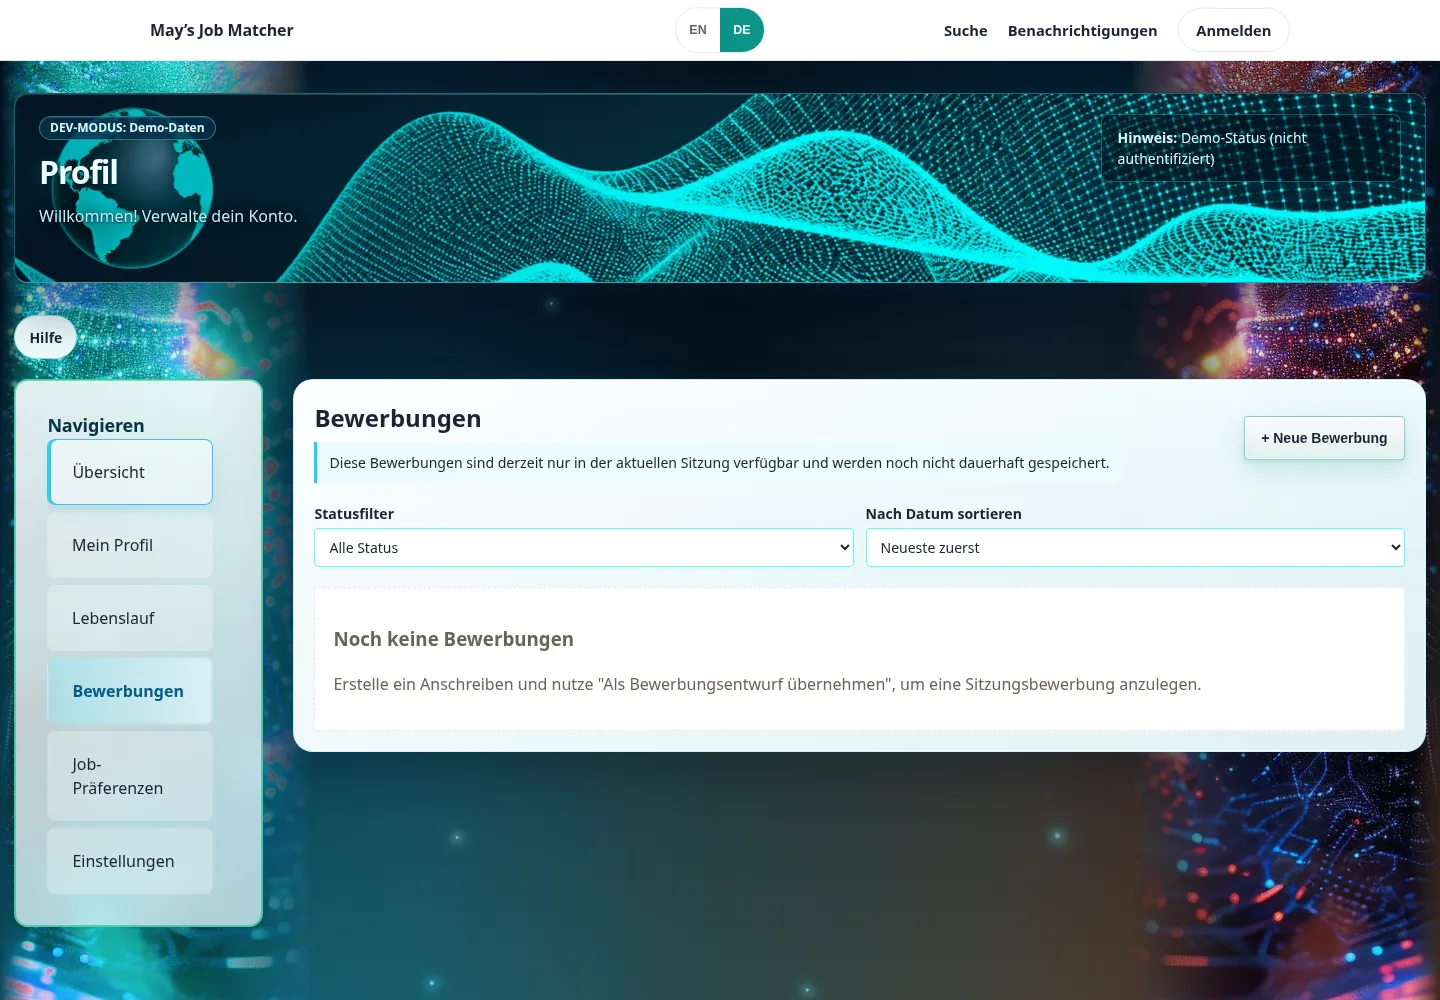 May’s Job Matcher
EN
DE
Suche
Benachrichtigungen
Anmelden
DEV-MODUS: Demo-Daten
Profil
Willkommen! Verwalte dein Konto.
Hinweis: Demo-Status (nicht
authentifiziert)
Hilfe
Navigieren
Übersicht
Mein Profil
Lebenslauf
Bewerbungen
Job-
Präferenzen
Einstellungen
Bewerbungen
+ Neue Bewerbung
Diese Bewerbungen sind derzeit nur in der aktuellen Sitzung verfügbar und werden noch nicht dauerhaft gespeichert.
Statusfilter
Alle Status
Nach Datum sortieren
Neueste zuerst
Noch keine Bewerbungen
Erstelle ein Anschreiben und nutze "Als Bewerbungsentwurf übernehmen", um eine Sitzungsbewerbung anzulegen.